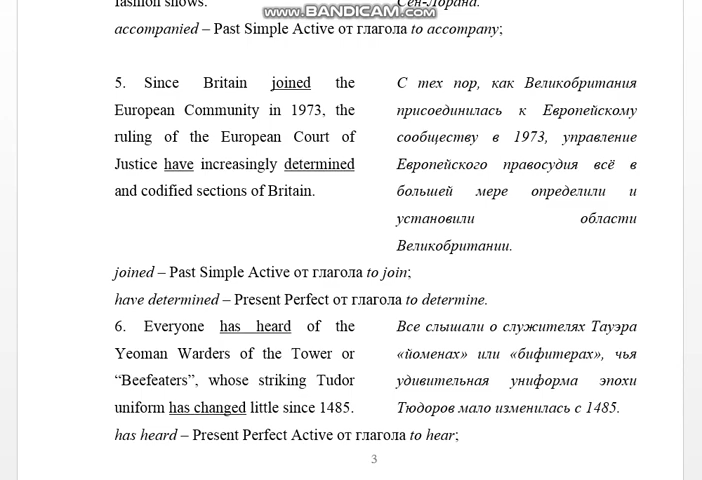 fashion shows.
Сен-Лорана.
www.BANDICAM.com
accompanied – Past Simple Active от глагола to accompany;
5. Since Britain joined the
European Community in 1973, the
ruling of the European Court of
Justice have increasingly determined
and codified sections of Britain.
С тех пор, как Великобритания
присоединилась к Европейскому
сообществу в 1973, управление
Европейского правосудия всё в
большей мере определили и
установили области
Великобритании.
joined – Past Simple Active от глагола to join;
have determined – Present Perfect от глагола to determine.
6. Everyone has heard of the
Yeoman Warders of the Tower or
“Beefeaters”, whose striking Tudor
uniform has changed little since 1485.
Все слышали о служителях Тауэра
«йоменах» или «бифитерах», чья
удивительная униформа эпохи
Тюдоров мало изменилась с 1485.
has heard – Present Perfect Active от глагола to hear;
3